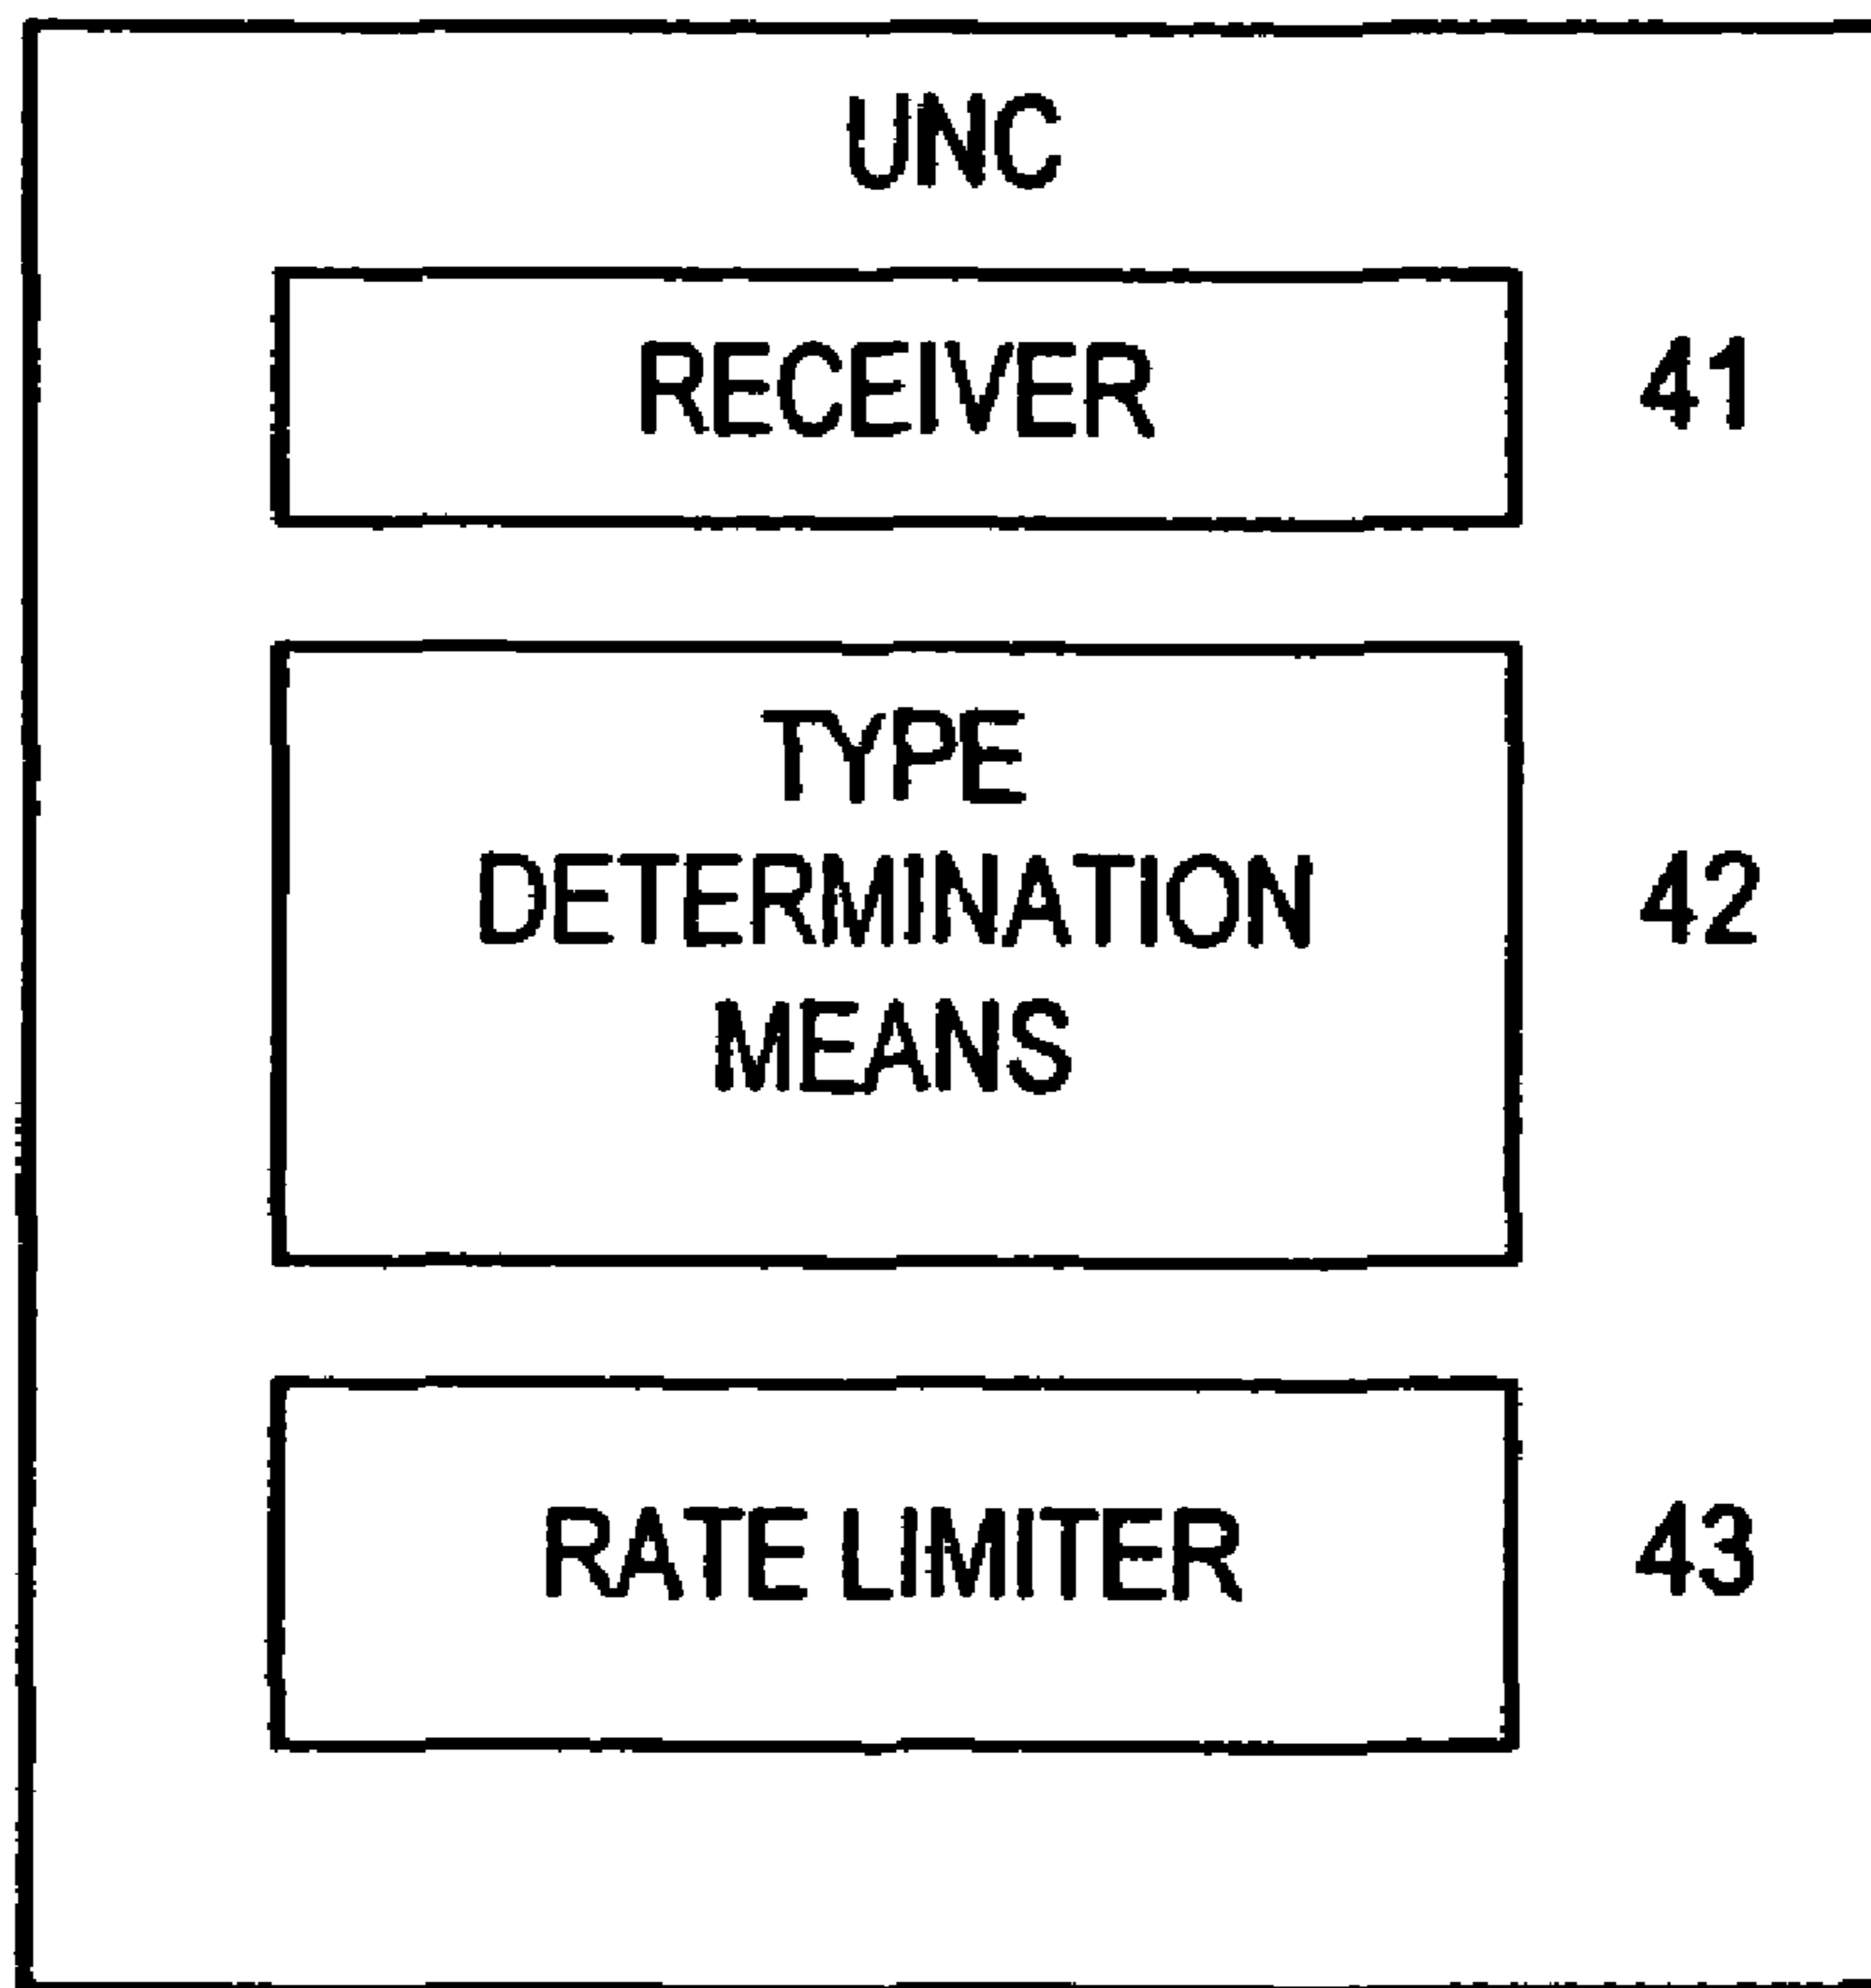 UNC
RECEIVER 41
TYPE
DETERMINATION 42
MEANS
RATE LIMITER 43